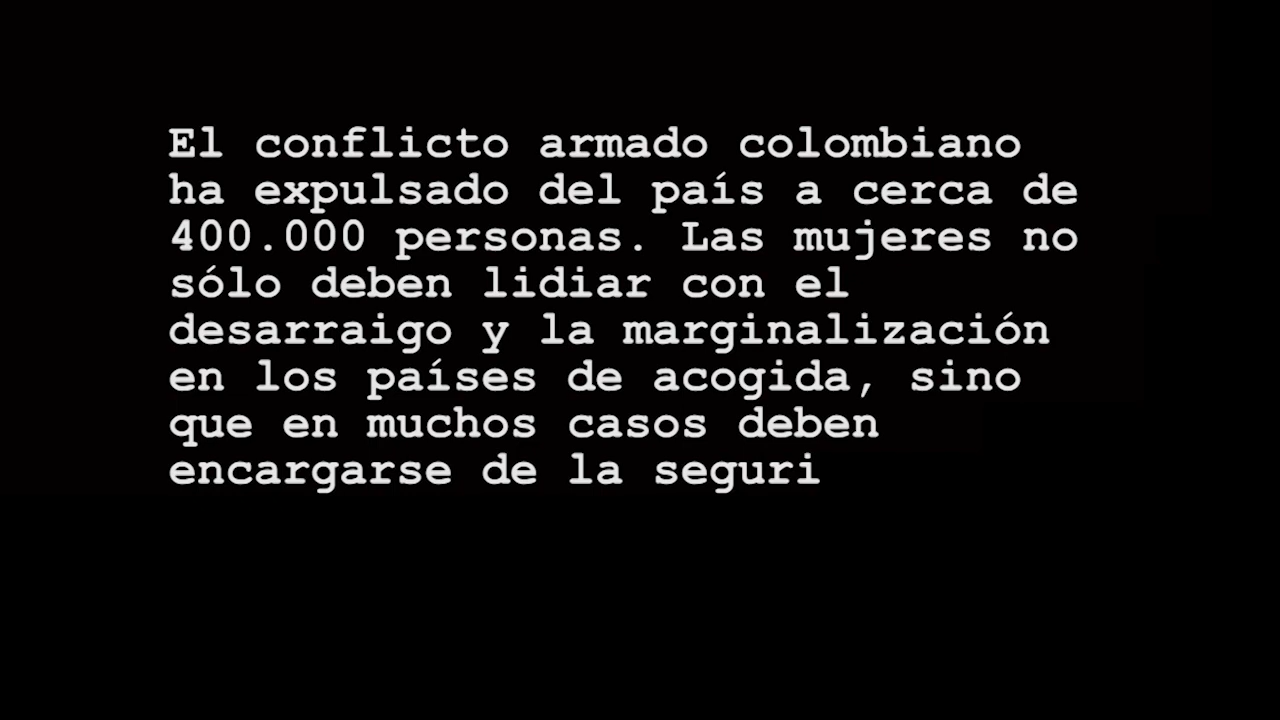 El conflicto armado colombiano
ha expulsado del país a cerca de
400.000 personas. Las mujeres no
sólo deben lidiar con el
desarraigo y la marginalización
en los países de acogida, sino
que en muchos casos deben
encargarse de la seguri